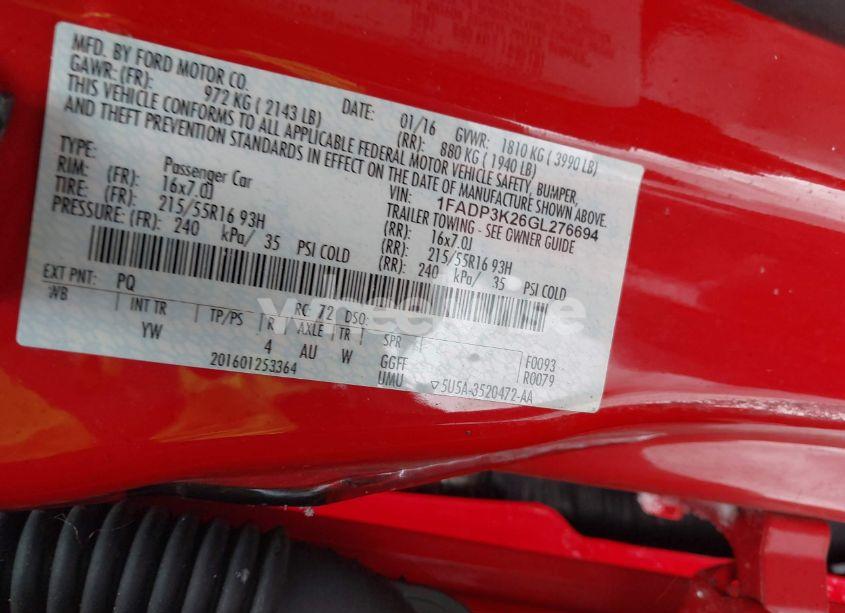 MFD. BY FORD MOTOR CO.
DATE: 01/16 GVWR: 1810 KG ( 3990 LB)
GAWR: (FR): 972 KG ( 2143 LB) (RR): 880 KG ( 1940 LB)
THIS VEHICLE CONFORMS TO ALL APPLICABLE FEDERAL MOTOR VEHICLE SAFETY, BUMPER,
AND THEFT PREVENTION STANDARDS IN EFFECT ON THE DATE OF MANUFACTURE SHOWN ABOVE.
VIN: 1FADP3K26GL276694
TYPE: Passenger Car TRAILER TOWING - SEE OWNER GUIDE
RIM: (FR): 16x7.0J (RR): 16x7.0J
TIRE: (FR): 215/55R16 93H (RR): 215/55R16 93H
PRESSURE: (FR): 240 kPa/ 35 PSI COLD (RR): 240 kPa/ 35 PSI COLD
EXT PNT: PQ RC: 72 DSO:
WB INT TR TP/PS R AXLE TR SPR F0093
YW 4 AU W GGFF R0079
201601253364 UMU ▽5U5A-3520472-AA